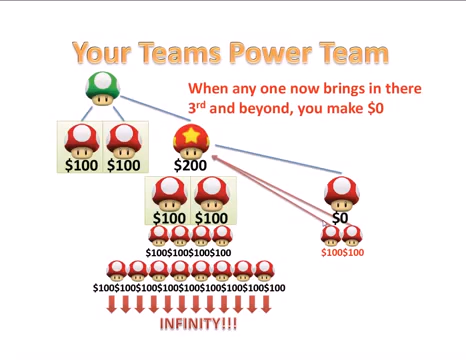 Your Teams Power Team
When any one now brings in there
3rd and beyond, you make $0
$100 $100
$200
$100 $100
$0
$100$100$100$100
$100$100
$100$100$100$100$100$100$100$100
INFINITY!!!